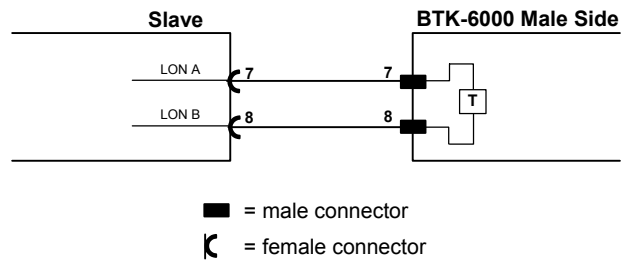 Slave
BTK-6000 Male Side
LON A
7
7
T
LON B
8
8
= male connector
= female connector